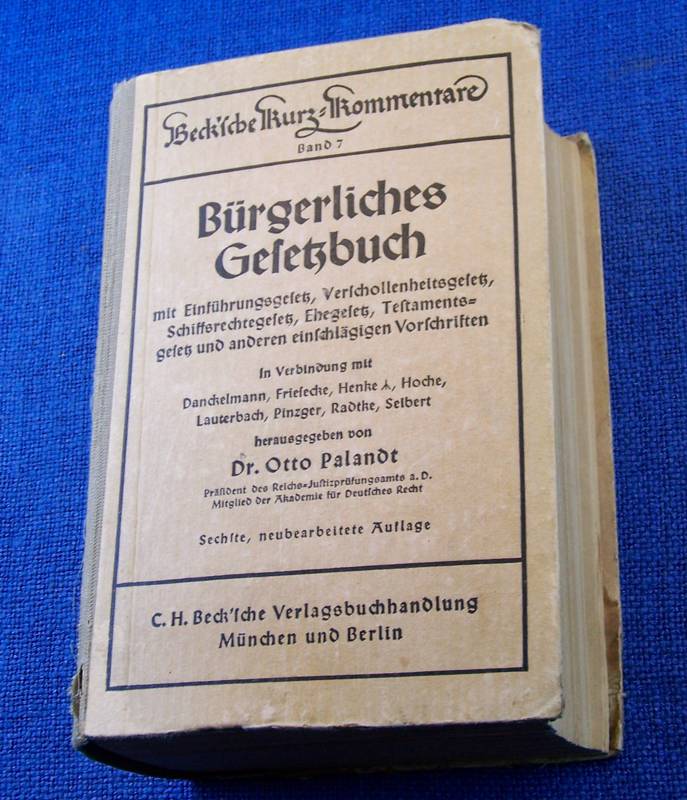 Beck'ſche Kurz-Kommentare
Band 7
Bürgerliches
Geſetzbuch
mit Einführungsgeſetz, Verſchollenheitsgeſetz,
Schiffsrechtegeſetz, Ehegeſetz, Teſtaments-
geſetz und anderen einſchlägigen Vorſchriften
In Verbindung mit
Danckelmann, Frieſecke, Henke ⅄, Hoche,
Lauterbach, Pinzger, Radtke, Seibert
herausgegeben von
Dr. Otto Palandt
Präſident des Reichs-Juſtizprüfungsamts a. D.
Mitglied der Akademie für Deutſches Recht
Sechſte, neubearbeitete Auflage
C. H. Beck'ſche Verlagsbuchhandlung
München und Berlin